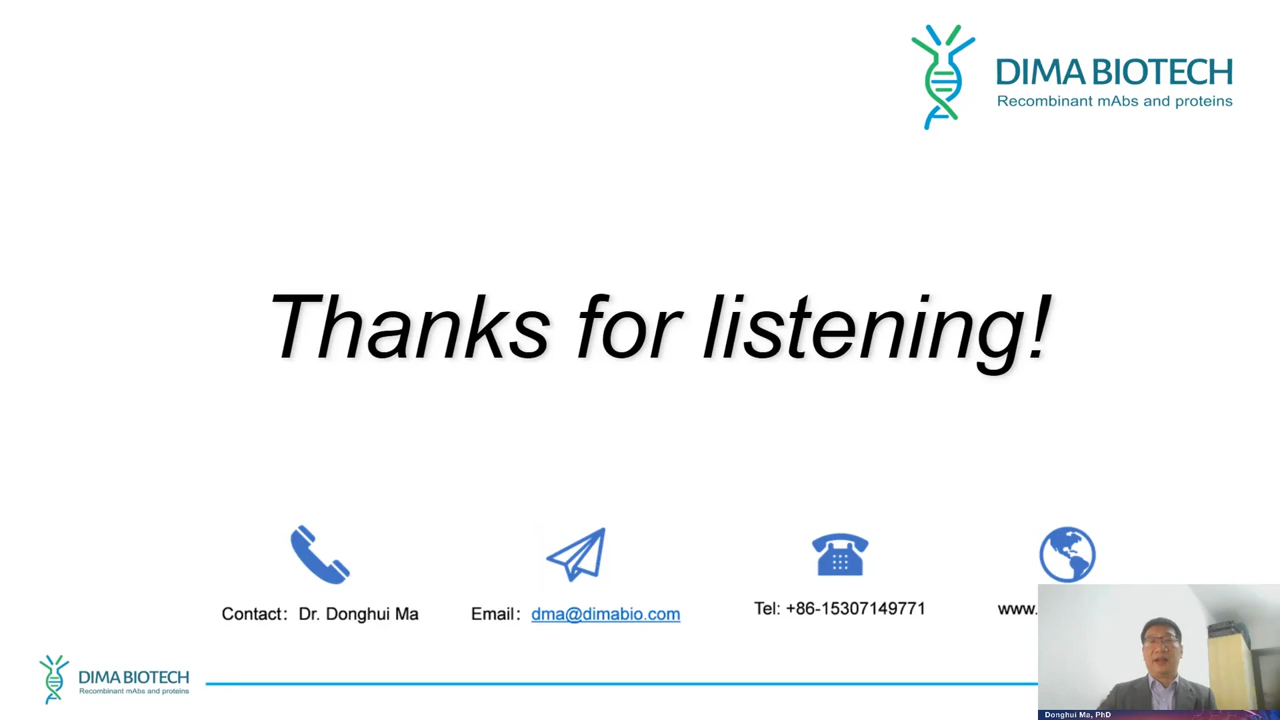 DIMA BIOTECH
Recombinant mAbs and proteins
Thanks for listening!
Contact： Dr. Donghui Ma
Email： dma@dimabio.com
Tel: +86-15307149771
www.
DIMA BIOTECH
Recombinant mAbs and proteins
Donghui Ma, PhD